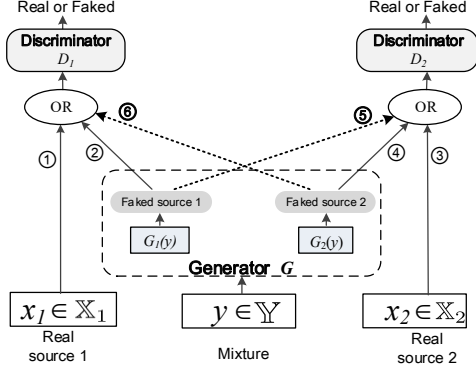 Real or Faked
Real or Faked
Discriminator
D₁
Discriminator
D₂
OR
OR
⑥
⑤
①
②
④
③
Faked source 1
Faked source 2
G₁(y)
G₂(y)
Generator G
x₁ ∈ 𝕏₁
y ∈ 𝕐
x₂ ∈ 𝕏₂
Real
source 1
Mixture
Real
source 2